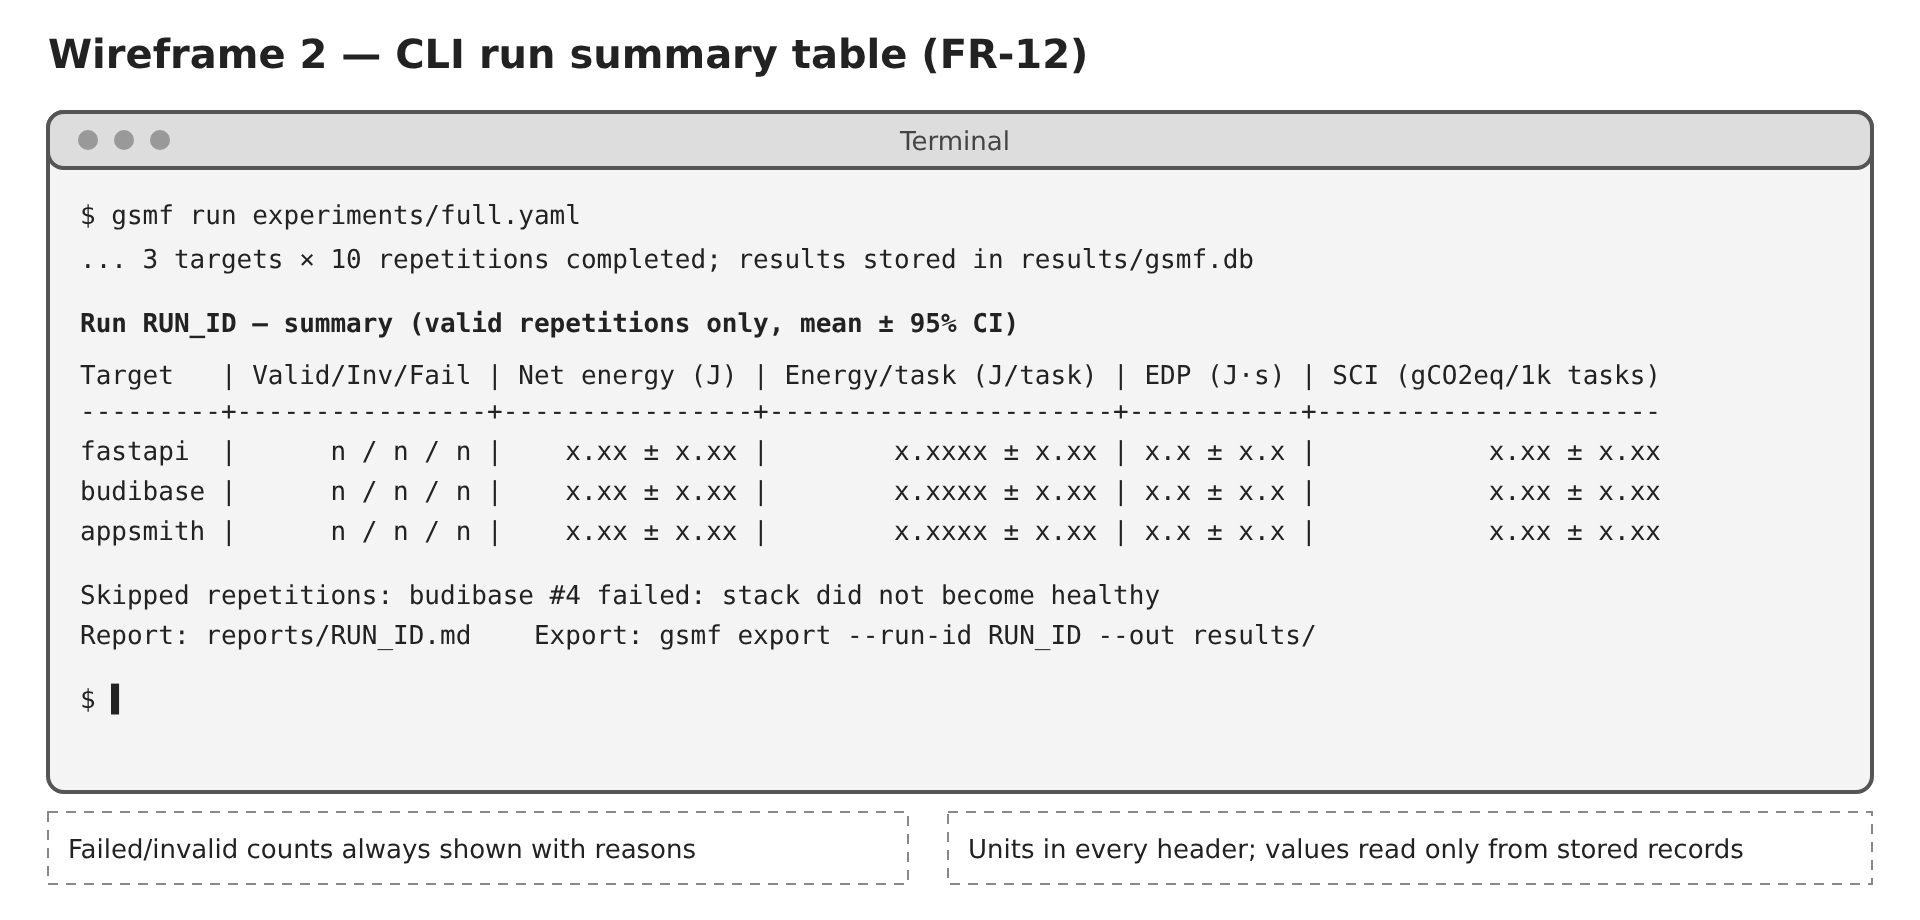 Wireframe 2 — CLI run summary table (FR-12)
Terminal
$ gsmf run experiments/full.yaml
... 3 targets × 10 repetitions completed; results stored in results/gsmf.db
Run RUN_ID — summary (valid repetitions only, mean ± 95% CI)
Target   | Valid/Inv/Fail | Net energy (J) | Energy/task (J/task) | EDP (J·s) | SCI (gCO2eq/1k tasks)
---------+----------------+----------------+----------------------+-----------+----------------------
fastapi  |      n / n / n |    x.xx ± x.xx |        x.xxxx ± x.xx | x.x ± x.x |           x.xx ± x.xx
budibase |      n / n / n |    x.xx ± x.xx |        x.xxxx ± x.xx | x.x ± x.x |           x.xx ± x.xx
appsmith |      n / n / n |    x.xx ± x.xx |        x.xxxx ± x.xx | x.x ± x.x |           x.xx ± x.xx
Skipped repetitions: budibase #4 failed: stack did not become healthy
Report: reports/RUN_ID.md    Export: gsmf export --run-id RUN_ID --out results/
$
Failed/invalid counts always shown with reasons
Units in every header; values read only from stored records